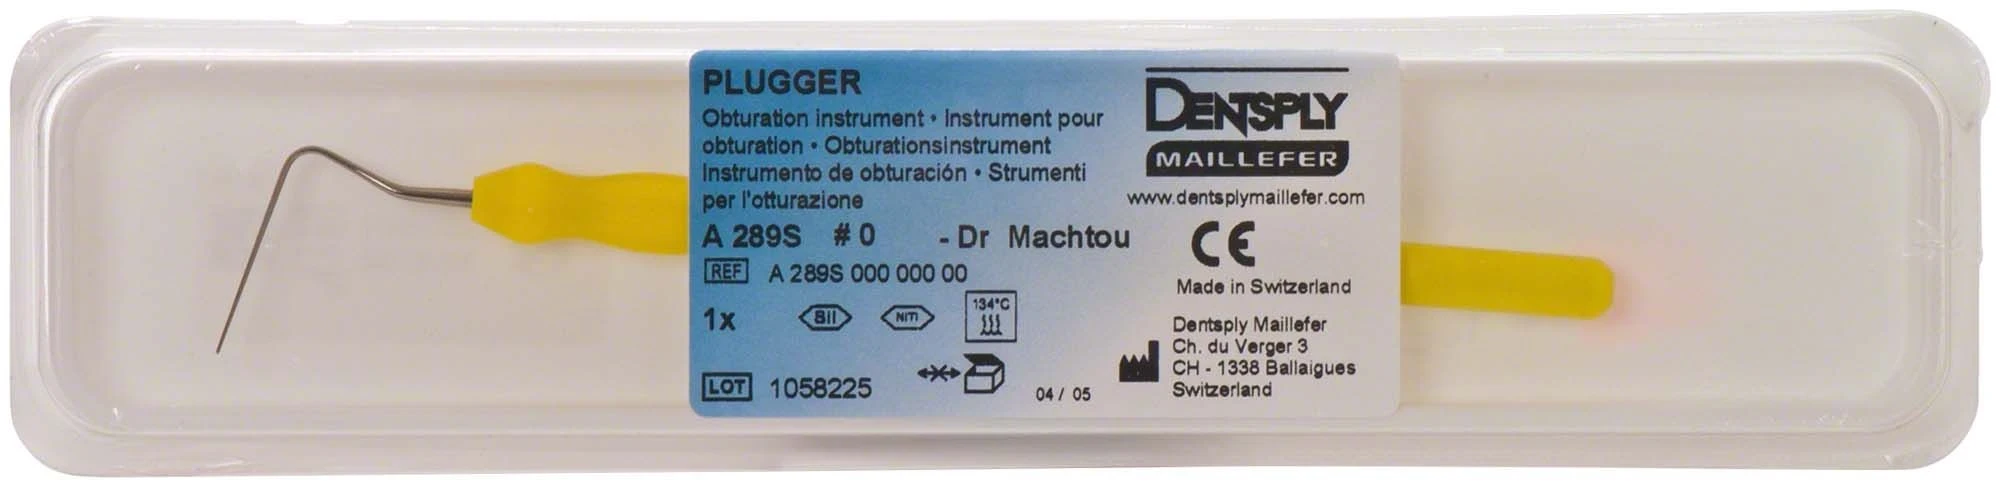 PLUGGER
Obturation instrument • Instrument pour
obturation • Obturationsinstrument
Instrumento de obturación • Strumenti
per l'otturazione
A 289S # 0 - Dr Machtou
REF A 289S 000 000 00
1x SII NITI 134°C
LOT 1058225
04 / 05
DENTSPLY
MAILLEFER
www.dentsplymaillefer.com
CE
Made in Switzerland
Dentsply Maillefer
Ch. du Verger 3
CH - 1338 Ballaigues
Switzerland